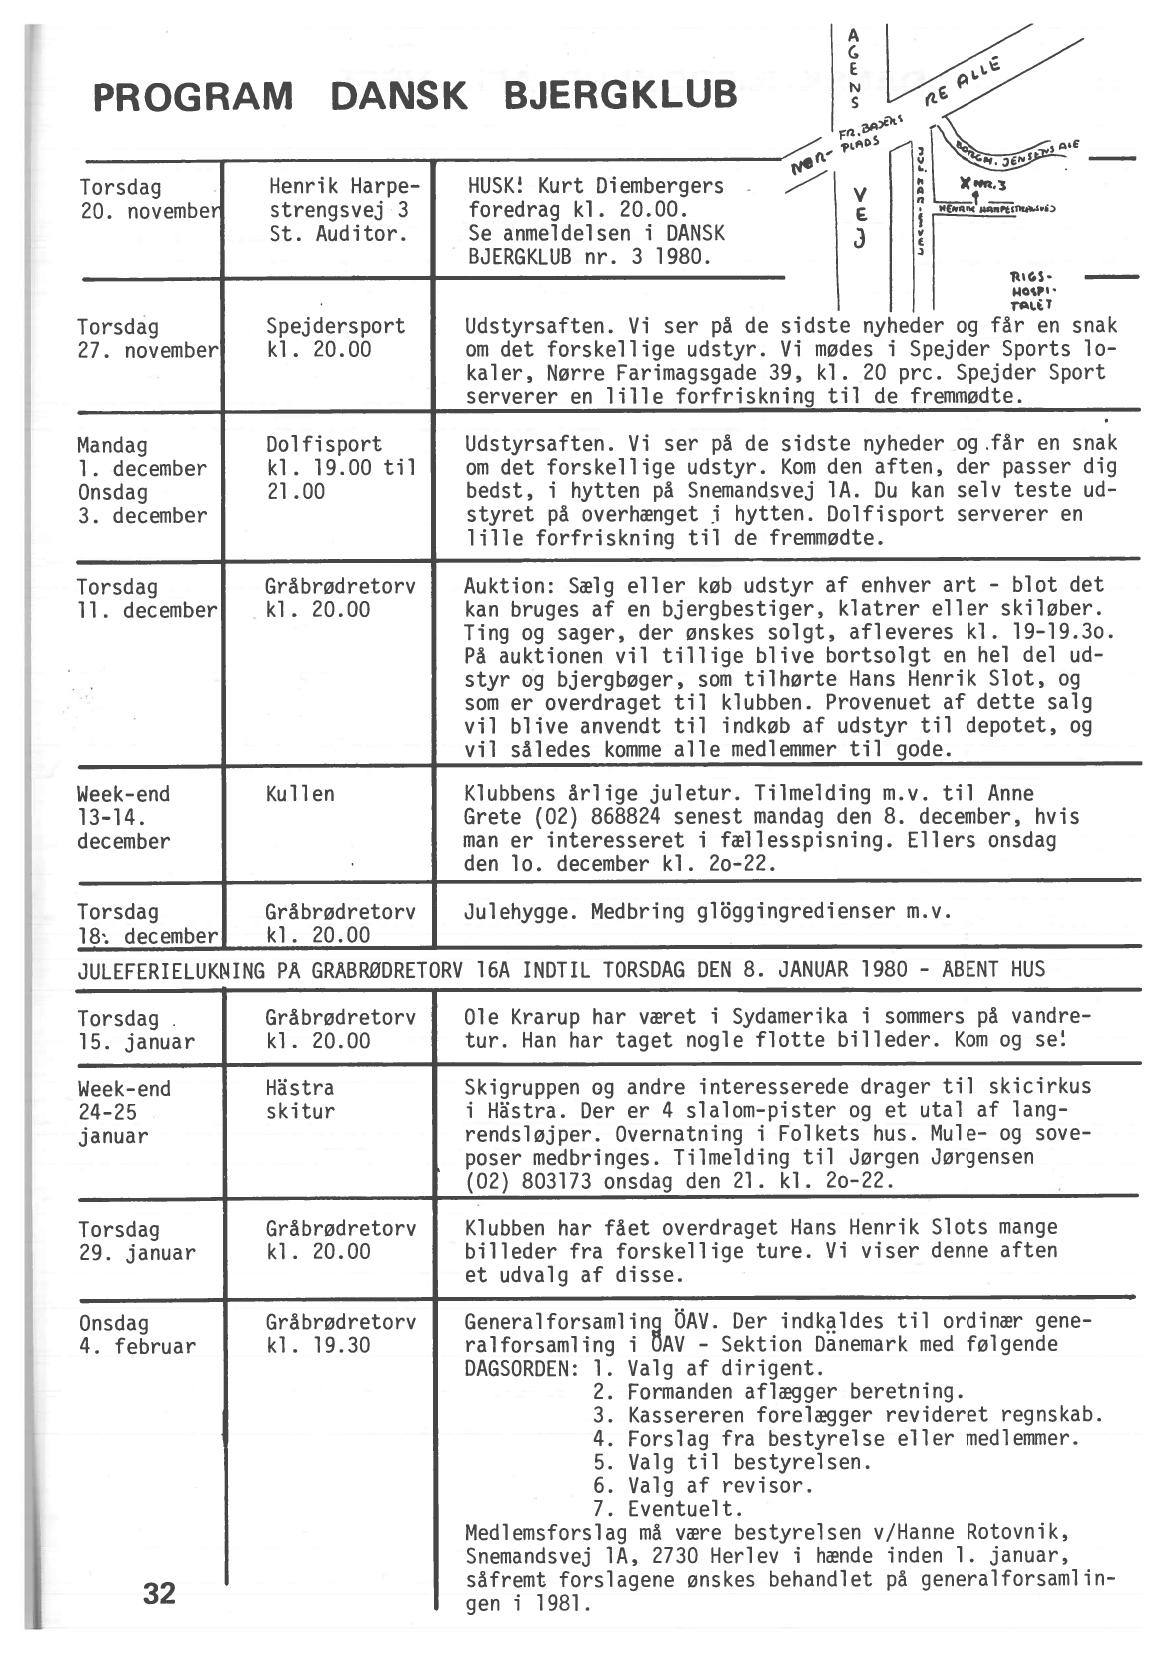 PROGRAM DANSK BJERGKLUB
AGENS
VEJ
NØR-
RE ALLE
FR. BAJERS
PLADS
BORGM. JENSENS ALE
JUL. MARIESVEJ
X NR. 3
HENRIK HARPESTRENGSVEJ
RIGS-
HOSPI-
TALET
Torsdag
20. november
Henrik Harpe-
strengsvej 3
St. Auditor.
HUSK! Kurt Diembergers
foredrag kl. 20.00.
Se anmeldelsen i DANSK
BJERGKLUB nr. 3 1980.
Torsdag
27. november
Spejdersport
kl. 20.00
Udstyrsaften. Vi ser på de sidste nyheder og får en snak
om det forskellige udstyr. Vi mødes i Spejder Sports lo-
kaler, Nørre Farimagsgade 39, kl. 20 prc. Spejder Sport
serverer en lille forfriskning til de fremmødte.
Mandag
1. december
Onsdag
3. december
Dolfisport
kl. 19.00 til
21.00
Udstyrsaften. Vi ser på de sidste nyheder og får en snak
om det forskellige udstyr. Kom den aften, der passer dig
bedst, i hytten på Snemandsvej 1A. Du kan selv teste ud-
styret på overhænget i hytten. Dolfisport serverer en
lille forfriskning til de fremmødte.
Torsdag
11. december
Gråbrødretorv
kl. 20.00
Auktion: Sælg eller køb udstyr af enhver art - blot det
kan bruges af en bjergbestiger, klatrer eller skiløber.
Ting og sager, der ønskes solgt, afleveres kl. 19-19.3o.
På auktionen vil tillige blive bortsolgt en hel del ud-
styr og bjergbøger, som tilhørte Hans Henrik Slot, og
som er overdraget til klubben. Provenuet af dette salg
vil blive anvendt til indkøb af udstyr til depotet, og
vil således komme alle medlemmer til gode.
Week-end
13-14.
december
Kullen
Klubbens årlige juletur. Tilmelding m.v. til Anne
Grete (02) 868824 senest mandag den 8. december, hvis
man er interesseret i fællesspisning. Ellers onsdag
den 1o. december kl. 2o-22.
Torsdag
18. december
Gråbrødretorv
kl. 20.00
Julehygge. Medbring glöggingredienser m.v.
JULEFERIELUKNING PÅ GRÅBRØDRETORV 16A INDTIL TORSDAG DEN 8. JANUAR 1980 - ÅBENT HUS
Torsdag
15. januar
Gråbrødretorv
kl. 20.00
Ole Krarup har været i Sydamerika i sommers på vandre-
tur. Han har taget nogle flotte billeder. Kom og se!
Week-end
24-25
januar
Hästra
skitur
Skigruppen og andre interesserede drager til skicirkus
i Hästra. Der er 4 slalom-pister og et utal af lang-
rendsløjper. Overnatning i Folkets hus. Mule- og sove-
poser medbringes. Tilmelding til Jørgen Jørgensen
(02) 803173 onsdag den 21. kl. 2o-22.
Torsdag
29. januar
Gråbrødretorv
kl. 20.00
Klubben har fået overdraget Hans Henrik Slots mange
billeder fra forskellige ture. Vi viser denne aften
et udvalg af disse.
Onsdag
4. februar
Gråbrødretorv
kl. 19.30
Generalforsamling ÖAV. Der indkaldes til ordinær gene-
ralforsamling i ÖAV - Sektion Dänemark med følgende
DAGSORDEN: 1. Valg af dirigent.
2. Formanden aflægger beretning.
3. Kassereren forelægger revideret regnskab.
4. Forslag fra bestyrelse eller medlemmer.
5. Valg til bestyrelsen.
6. Valg af revisor.
7. Eventuelt.
Medlemsforslag må være bestyrelsen v/Hanne Rotovnik,
Snemandsvej 1A, 2730 Herlev i hænde inden 1. januar,
såfremt forslagene ønskes behandlet på generalforsamlin-
gen i 1981.
32